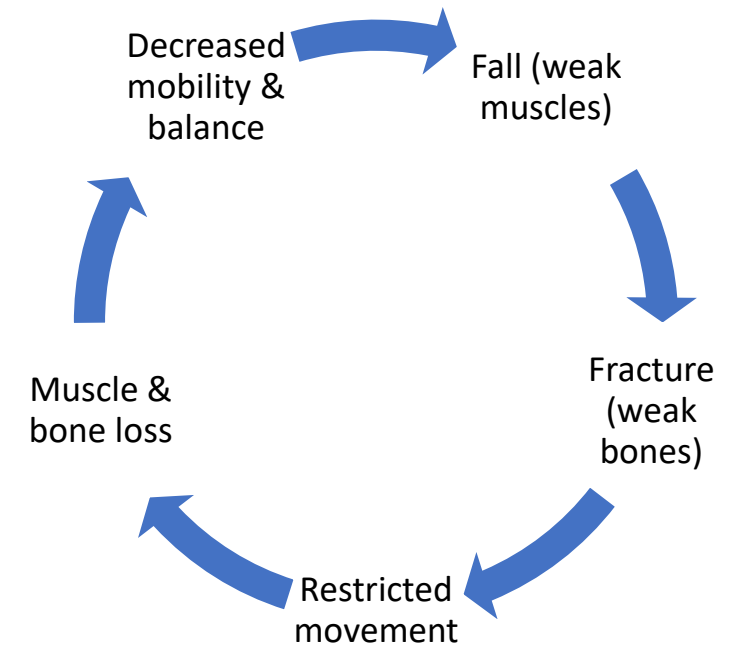 Decreased
mobility &
balance
Fall (weak
muscles)
Fracture
(weak
bones)
Restricted
movement
Muscle &
bone loss